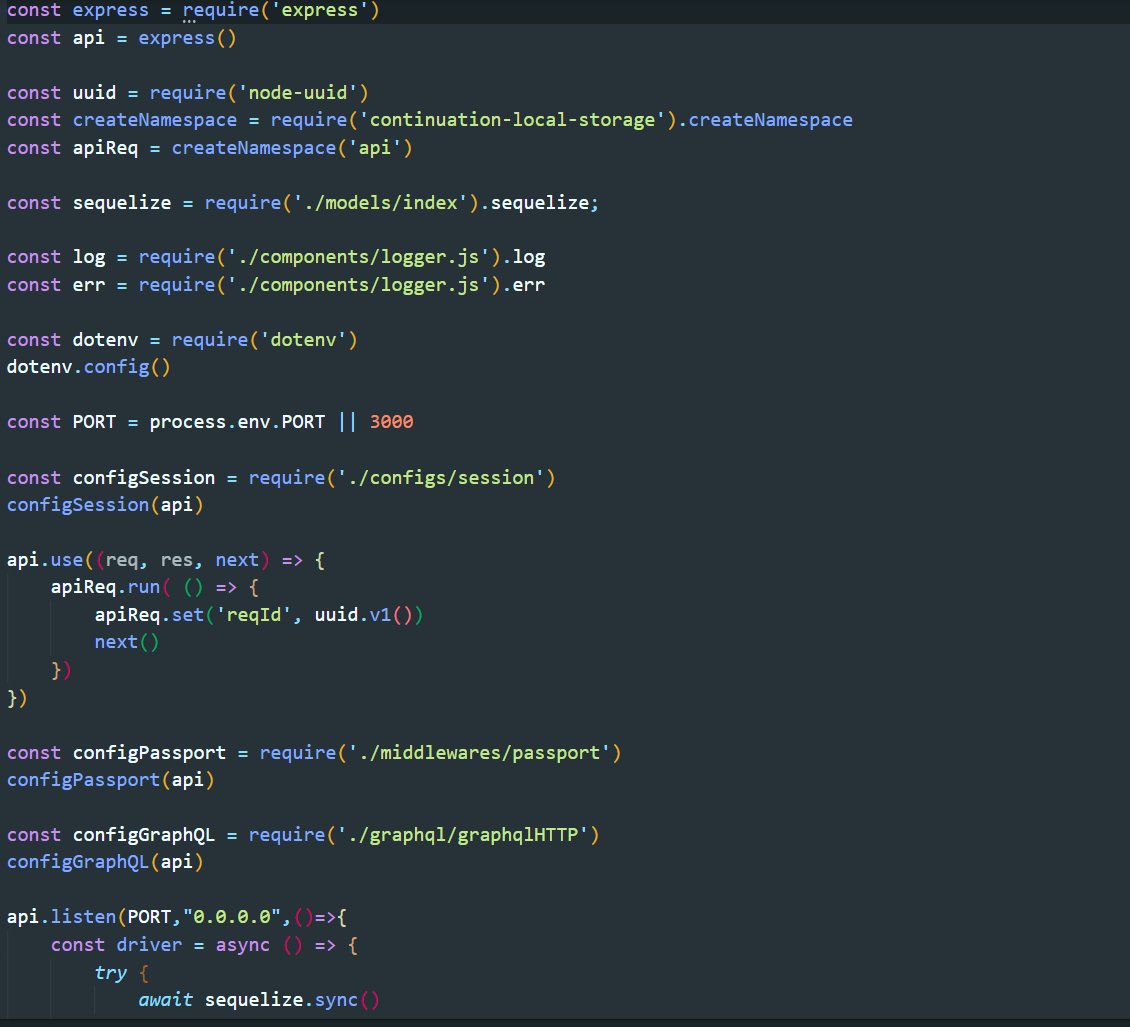 const express = require('express')
const api = express()
const uuid = require('node-uuid')
const createNamespace = require('continuation-local-storage').createNamespace
const apiReq = createNamespace('api')
const sequelize = require('./models/index').sequelize;
const log = require('./components/logger.js').log
const err = require('./components/logger.js').err
const dotenv = require('dotenv')
dotenv.config()
const PORT = process.env.PORT || 3000
const configSession = require('./configs/session')
configSession(api)
api.use((req, res, next) => {
    apiReq.run( () => {
        apiReq.set('reqId', uuid.v1())
        next()
    })
})
const configPassport = require('./middlewares/passport')
configPassport(api)
const configGraphQL = require('./graphql/graphqlHTTP')
configGraphQL(api)
api.listen(PORT,"0.0.0.0",()=>{
    const driver = async () => {
        try {
            await sequelize.sync()